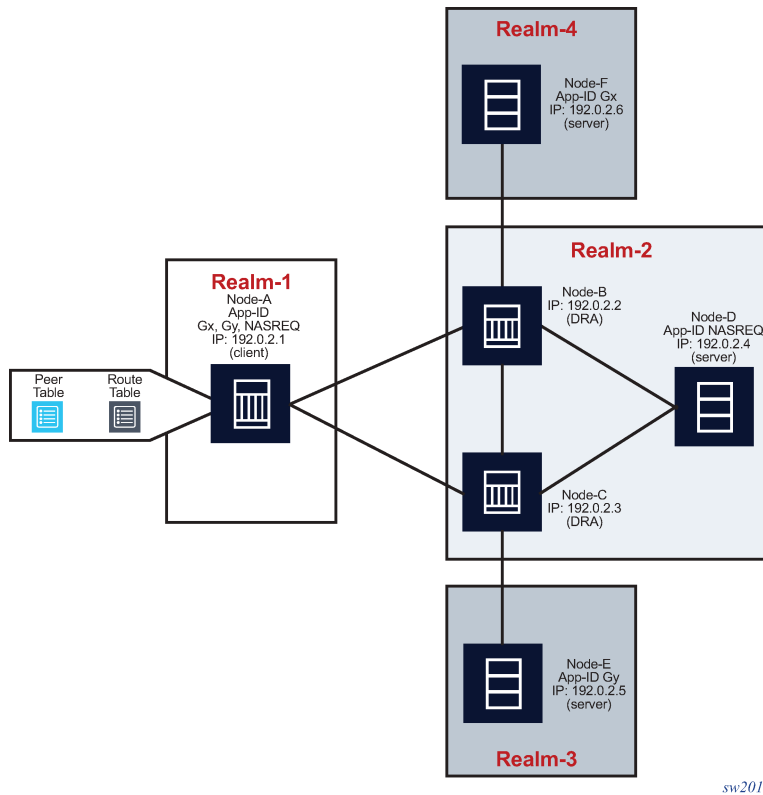 Realm-4
Node-F
App-ID Gx
IP: 192.0.2.6
(server)
Realm-2
Node-B
IP: 192.0.2.2
(DRA)
Node-D
App-ID NASREQ
IP: 192.0.2.4
(server)
Realm-1
Node-A
App-ID
Gx, Gy, NASREQ
IP: 192.0.2.1
(client)
Peer
Table
Route
Table
Node-C
IP: 192.0.2.3
(DRA)
Node-E
App-ID Gy
IP: 192.0.2.5
(server)
Realm-3
sw201